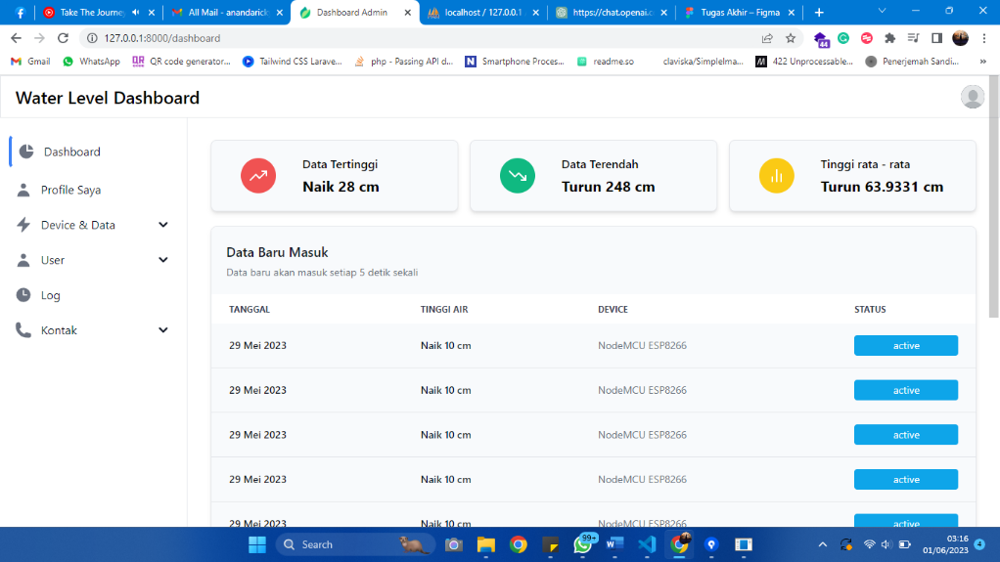 Take The Journe
All Mail - anandarick
Dashboard Admin
localhost / 127.0.0.1
https://chat.openai.c
Tugas Akhir – Figma
127.0.0.1:8000/dashboard
44
Gmail
WhatsApp
QR code generator...
Tailwind CSS Larave...
php - Passing API d...
Smartphone Proces...
readme.so
claviska/SimpleIma...
422 Unprocessable...
Penerjemah Sandi...
»
Water Level Dashboard
Dashboard
Profile Saya
Device & Data
User
Log
Kontak
Data Tertinggi
Naik 28 cm
Data Terendah
Turun 248 cm
Tinggi rata - rata
Turun 63.9331 cm
Data Baru Masuk
Data baru akan masuk setiap 5 detik sekali
TANGGAL TINGGI AIR DEVICE STATUS
29 Mei 2023 Naik 10 cm NodeMCU ESP8266 active
29 Mei 2023 Naik 10 cm NodeMCU ESP8266 active
29 Mei 2023 Naik 10 cm NodeMCU ESP8266 active
29 Mei 2023 Naik 10 cm NodeMCU ESP8266 active
29 Mei 2023 Naik 10 cm NodeMCU ESP8266 active
Search
99+
03:16
01/06/2023
4